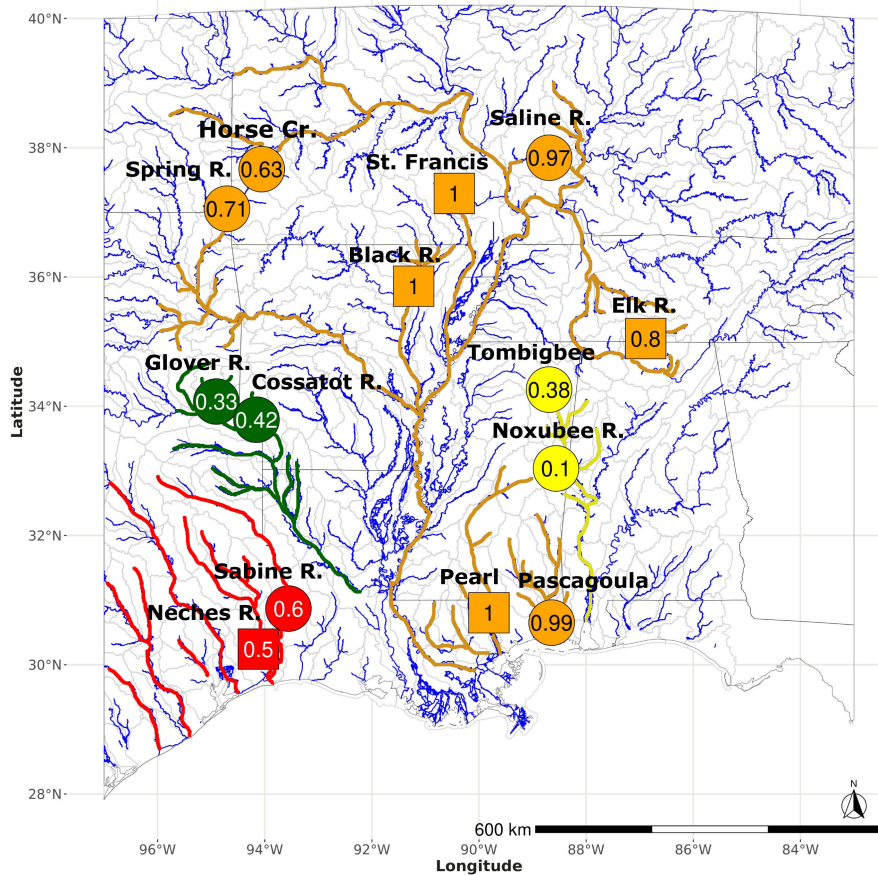 40°N
Saline R.
Horse Cr.
0.97
38°N
St. Francis
Spring R.
0.63
1
0.71
Black R.
36°N
1
Elk R.
0.8
Tombigbee
Glover R.
Cossatot R.
0.38
0.33
34°N
0.42
Noxubee R.
0.1
Latitude
32°N
Sabine R.
Pearl
Pascagoula
Neches R.
0.6
1
0.99
0.5
30°N
28°N
N
600 km
96°W
94°W
92°W
90°W
88°W
86°W
84°W
Longitude